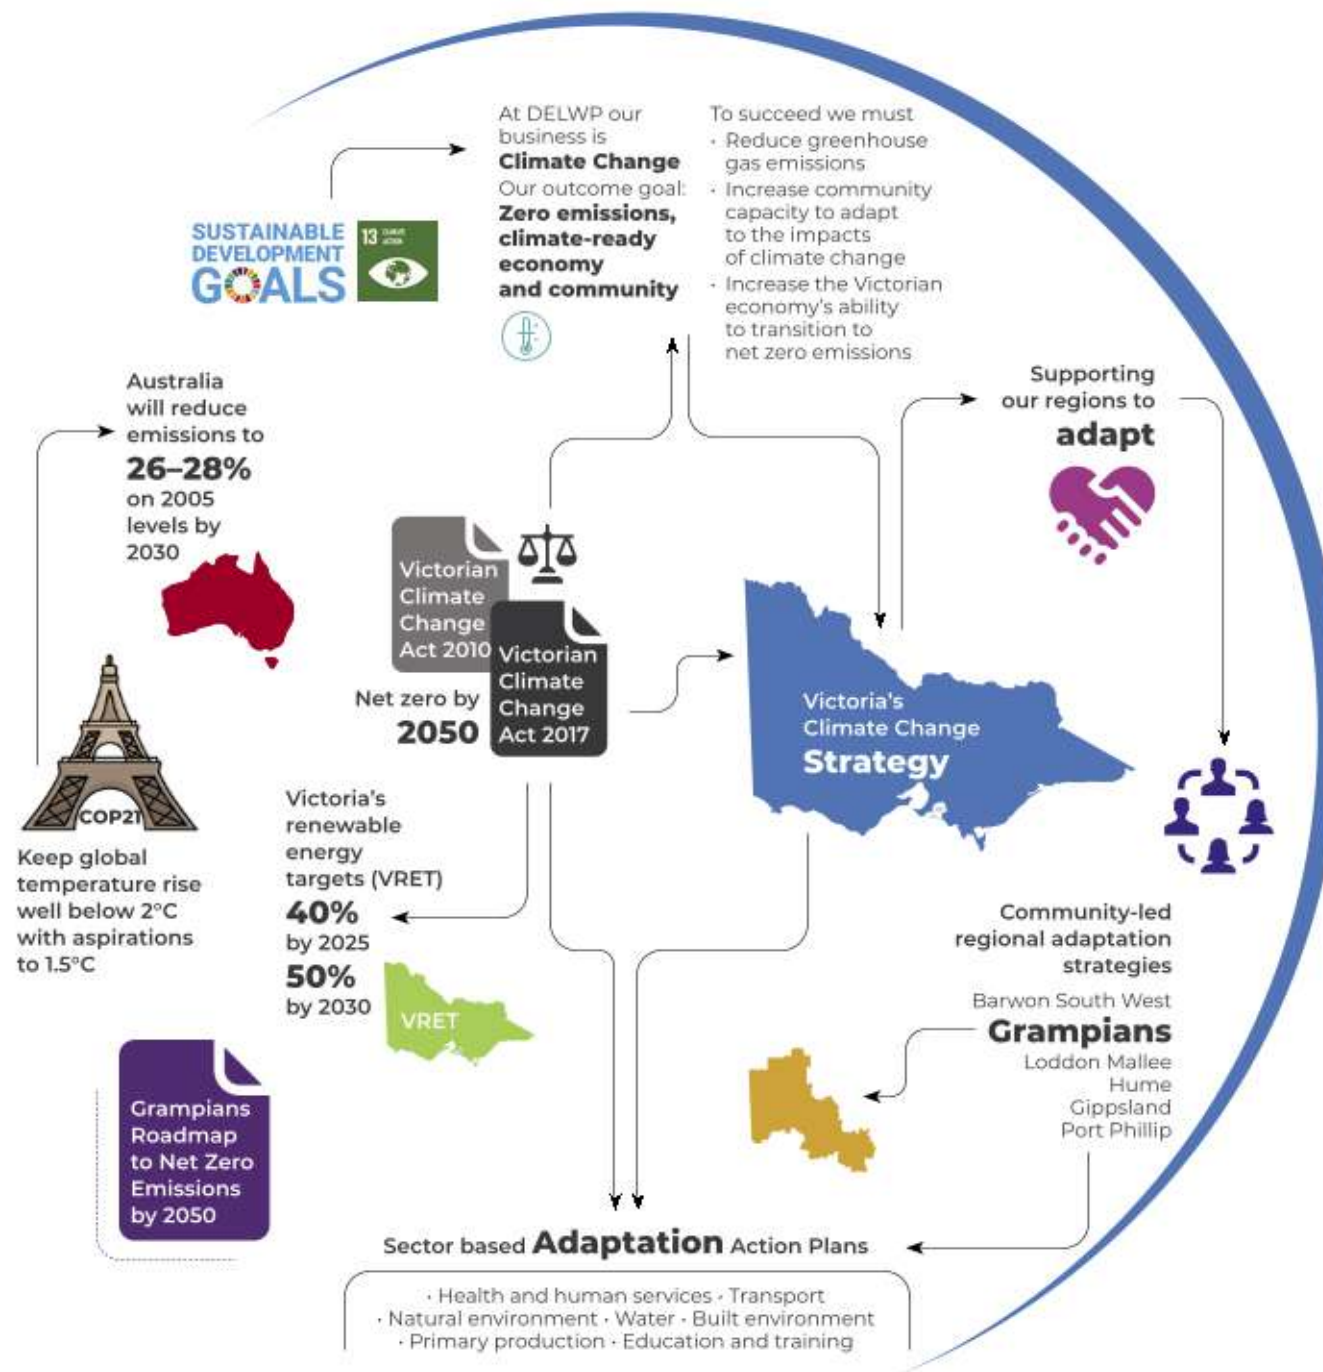 At DELWP our
business is
Climate Change
Our outcome goal:
Zero emissions,
climate-ready
economy
and community
To succeed we must
· Reduce greenhouse
gas emissions
· Increase community
capacity to adapt
to the impacts
of climate change
· Increase the Victorian
economy's ability
to transition to
net zero emissions
SUSTAINABLE
DEVELOPMENT
GOALS
13 CLIMATE
ACTION
Australia
will reduce
emissions to
26–28%
on 2005
levels by
2030
Supporting
our regions to
adapt
Victorian
Climate
Change
Act 2010
Victorian
Climate
Change
Act 2017
Net zero by
2050
Victoria's
Climate Change
Strategy
COP21
Keep global
temperature rise
well below 2°C
with aspirations
to 1.5°C
Victoria's
renewable
energy
targets (VRET)
40%
by 2025
50%
by 2030
VRET
Community-led
regional adaptation
strategies
Barwon South West
Grampians
Loddon Mallee
Hume
Gippsland
Port Phillip
Grampians
Roadmap
to Net Zero
Emissions
by 2050
Sector based Adaptation Action Plans
· Health and human services · Transport
· Natural environment · Water · Built environment
· Primary production · Education and training